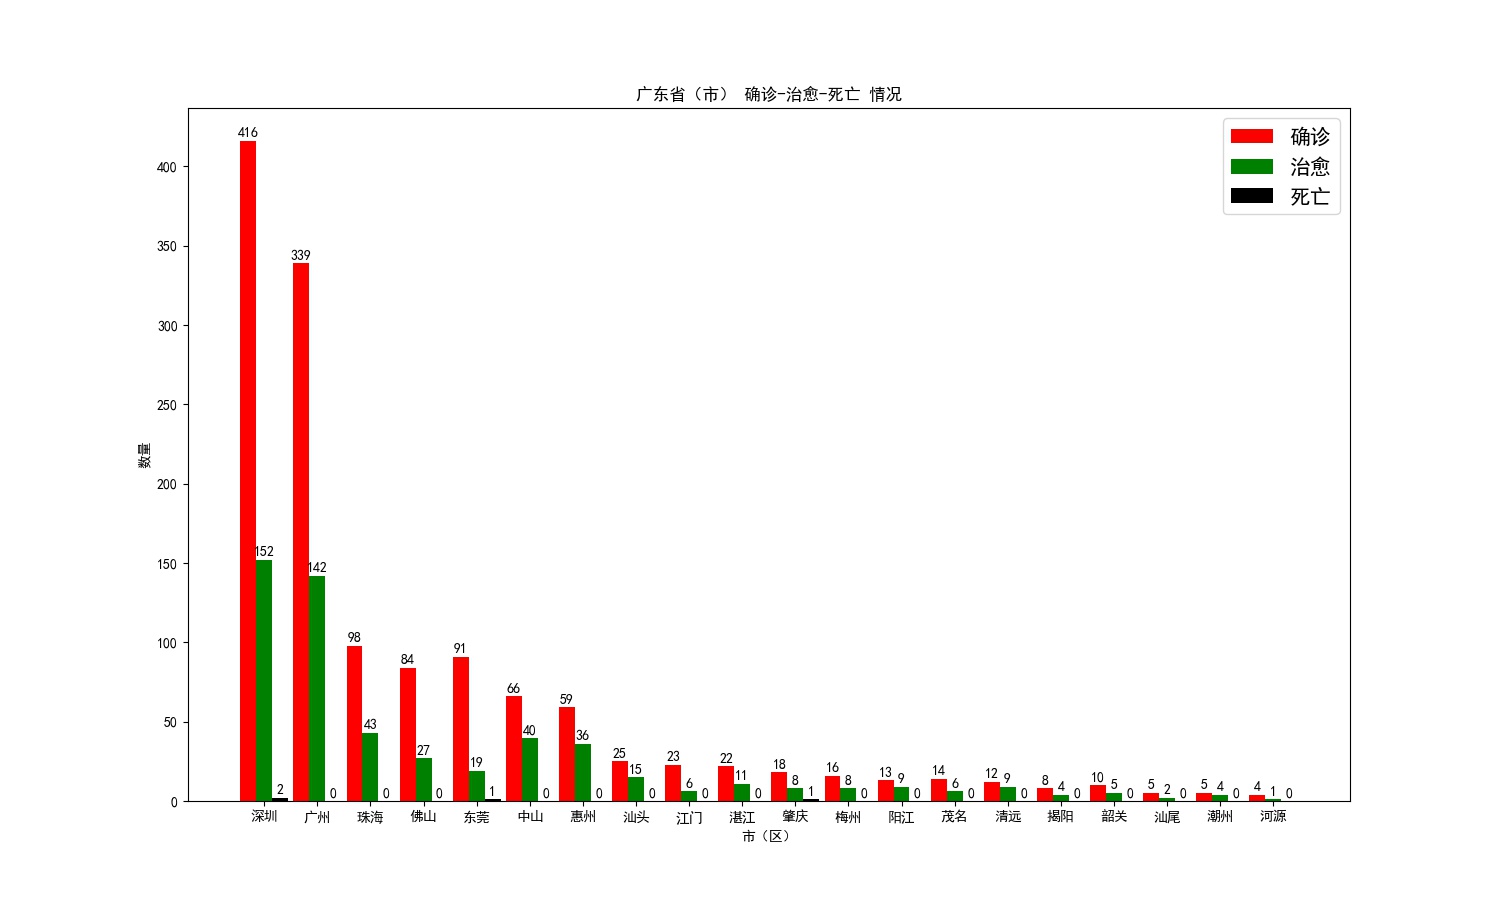 广东省（市） 确诊-治愈-死亡 情况
确诊
治愈
死亡
数量
400
350
300
250
200
150
100
50
0
416 152 2
339 142 0
98 43 0
84 27 0
91 19 1
66 40 0
59 36 0
25 15 0
23 6 0
22 11 0
18 8 1
16 8 0
13 9 0
14 6 0
12 9 0
8 4 0
10 5 0
5 2 0
5 4 0
4 1 0
深圳 广州 珠海 佛山 东莞 中山 惠州 汕头 江门 湛江 肇庆 梅州 阳江 茂名 清远 揭阳 韶关 汕尾 潮州 河源
市（区）